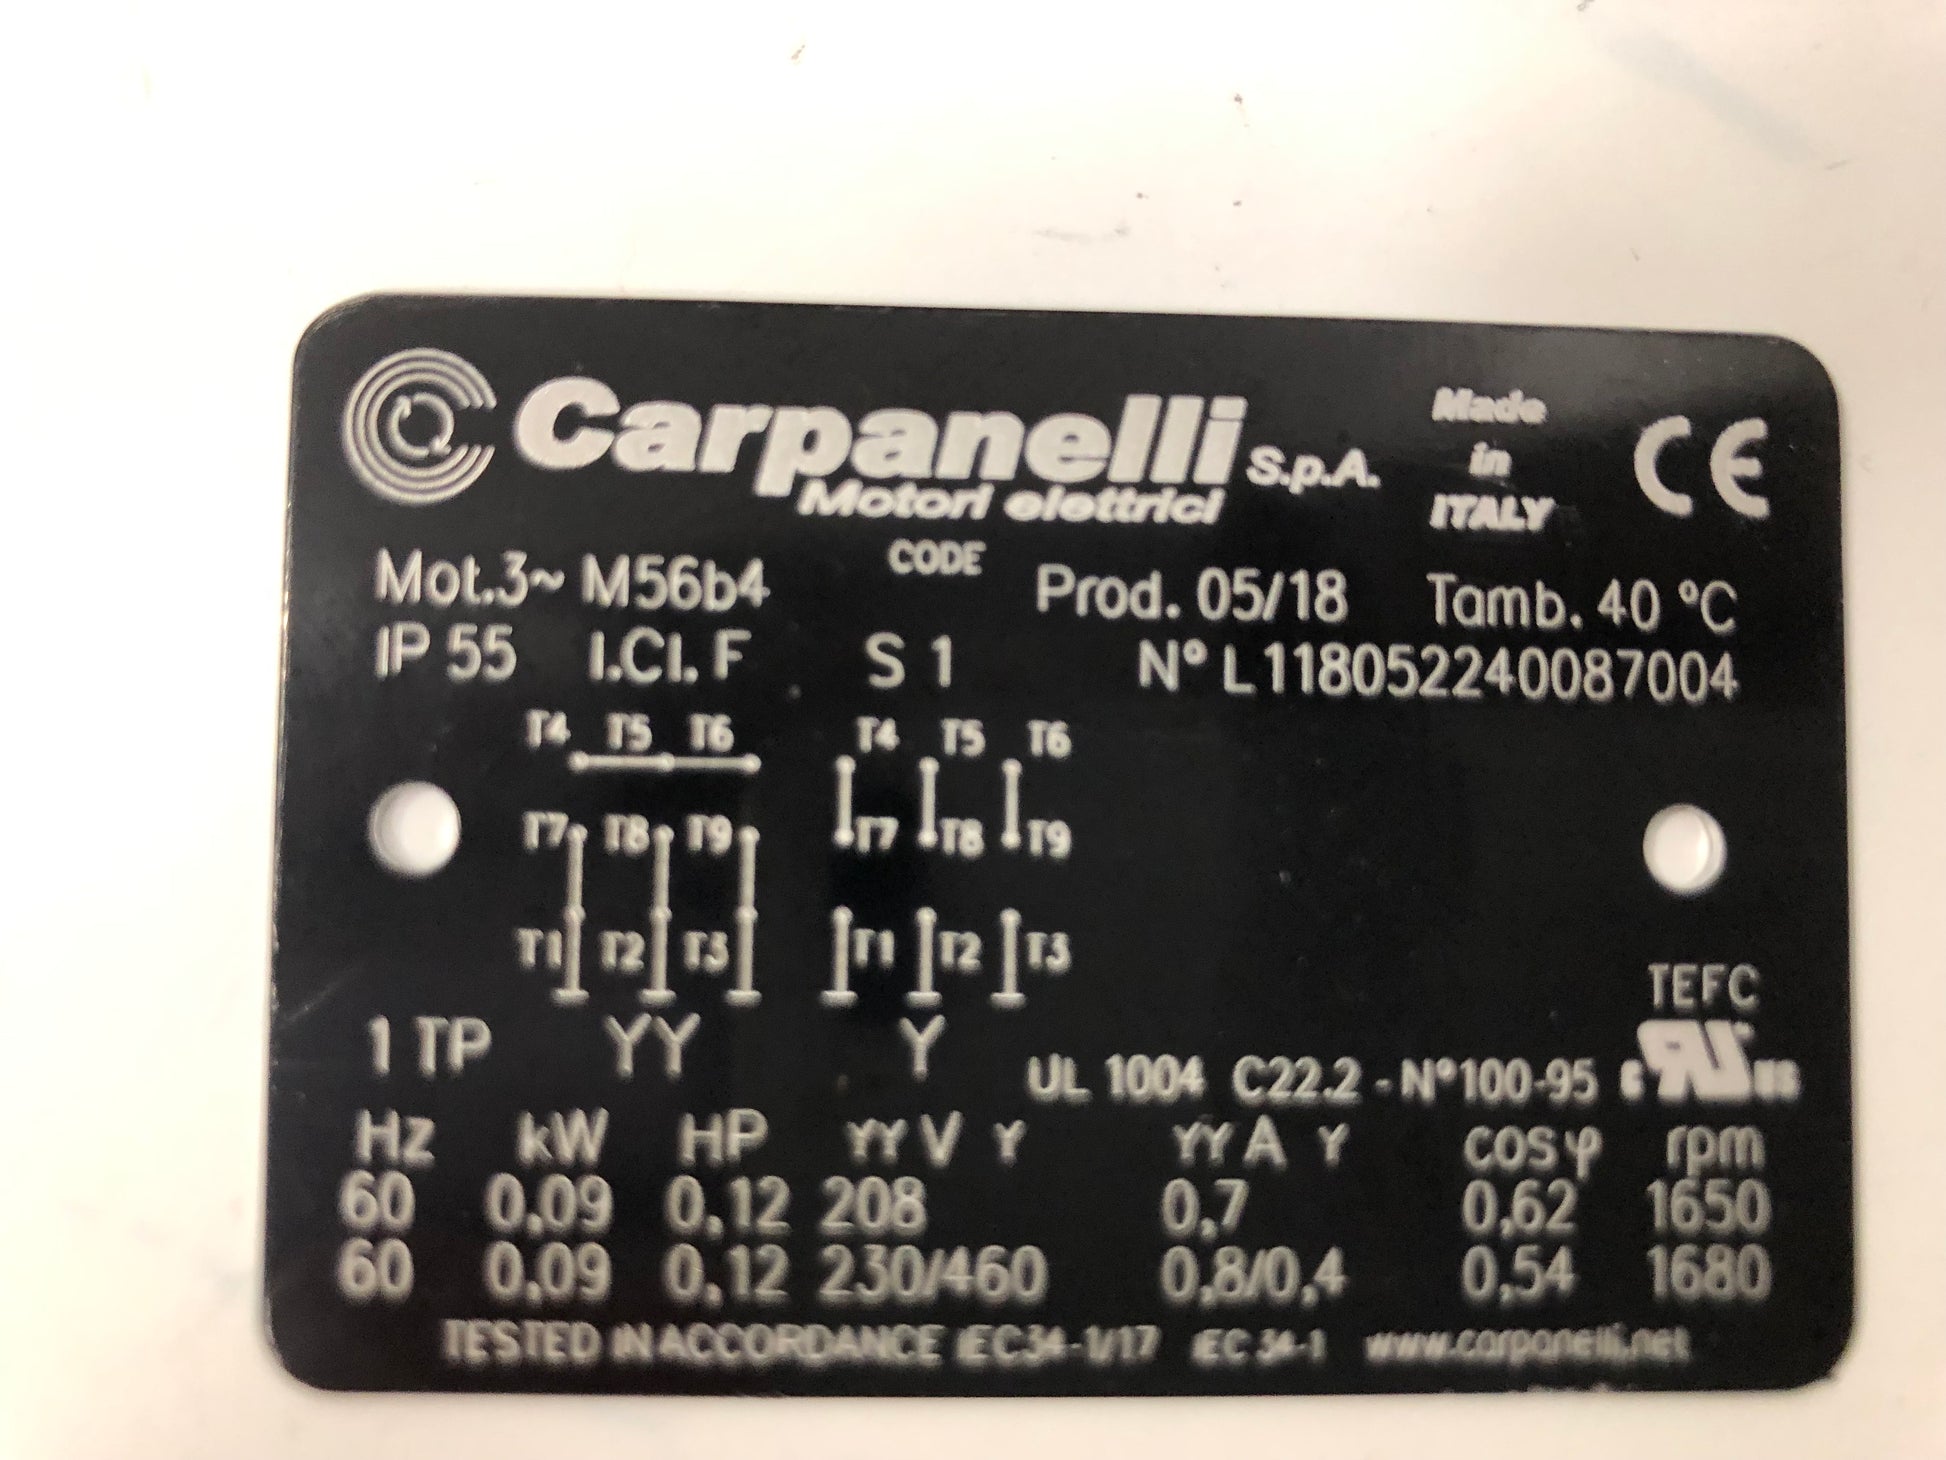 Carpanelli S.p.A.
Motori elettrici
Made
in
ITALY
CE
CODE
Mot.3~ M56b4 Prod. 05/18 Tamb. 40 °C
IP 55 I.Cl. F S 1 N° L1180522240087004
T4 T5 T6 T4 T5 T6
T7 T8 T9 T7 T8 T9
T1 T2 T3 T1 T2 T3
TEFC
1 TP YY Y
UL 1004 C22.2 - N°100-95 c RU us
Hz kW HP YY V Y YY A Y cos φ rpm
60 0,09 0,12 208 0,7 0,62 1650
60 0,09 0,12 230/460 0,8/0,4 0,54 1680
TESTED IN ACCORDANCE IEC34-1/17 IEC 34-1 www.carpanelli.net